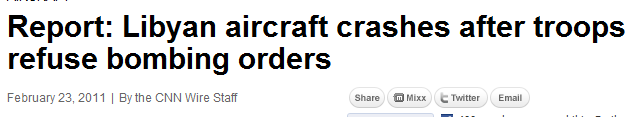 Report: Libyan aircraft crashes after troops
refuse bombing orders
February 23, 2011 | By the CNN Wire Staff
Share Mixx Twitter Email